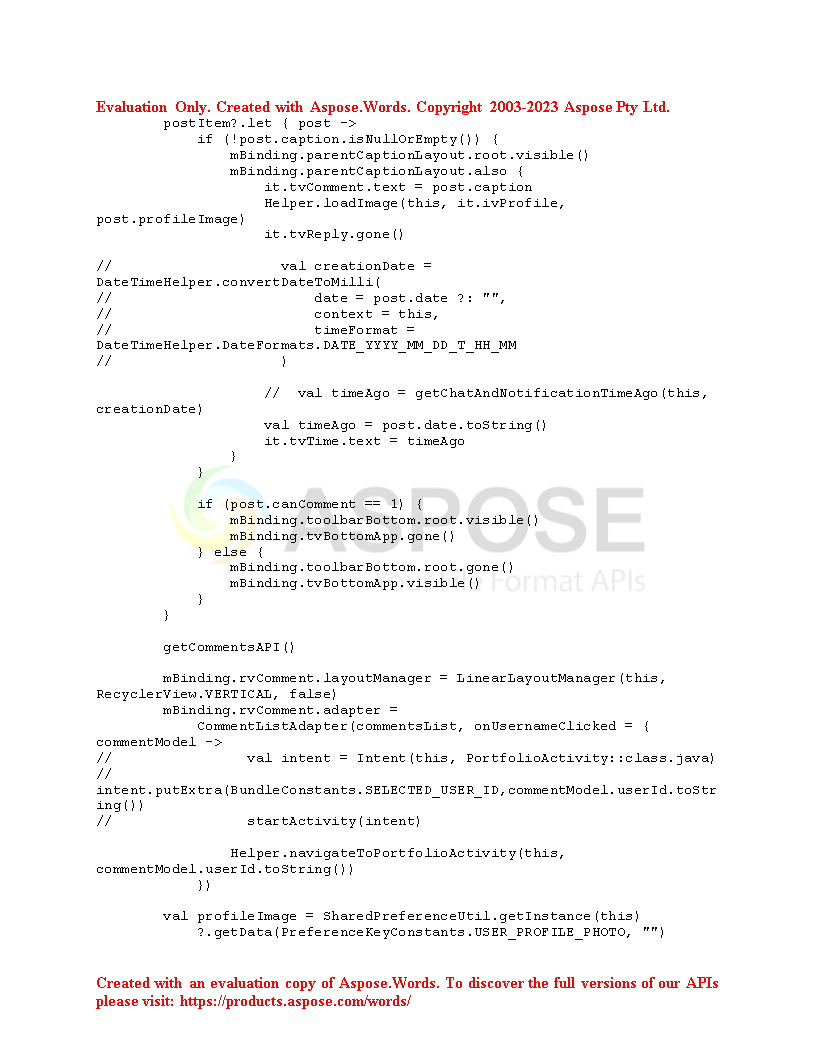 Evaluation Only. Created with Aspose.Words. Copyright 2003-2023 Aspose Pty Ltd.
        postItem?.let { post ->
            if (!post.caption.isNullOrEmpty()) {
                mBinding.parentCaptionLayout.root.visible()
                mBinding.parentCaptionLayout.also {
                    it.tvComment.text = post.caption
                    Helper.loadImage(this, it.ivProfile,
post.profileImage)
                    it.tvReply.gone()
//                    val creationDate =
DateTimeHelper.convertDateToMilli(
//                        date = post.date ?: "",
//                        context = this,
//                        timeFormat =
DateTimeHelper.DateFormats.DATE_YYYY_MM_DD_T_HH_MM
//                    )
                    //  val timeAgo = getChatAndNotificationTimeAgo(this,
creationDate)
                    val timeAgo = post.date.toString()
                    it.tvTime.text = timeAgo
                }
            }
            if (post.canComment == 1) {
                mBinding.toolbarBottom.root.visible()
                mBinding.tvBottomApp.gone()
            } else {
                mBinding.toolbarBottom.root.gone()
                mBinding.tvBottomApp.visible()
            }
        }
ASPOSE
File Format APIs
        getCommentsAPI()
        mBinding.rvComment.layoutManager = LinearLayoutManager(this,
RecyclerView.VERTICAL, false)
        mBinding.rvComment.adapter =
            CommentListAdapter(commentsList, onUsernameClicked = {
commentModel ->
//                val intent = Intent(this, PortfolioActivity::class.java)
//
intent.putExtra(BundleConstants.SELECTED_USER_ID,commentModel.userId.toStr
ing())
//                startActivity(intent)
                Helper.navigateToPortfolioActivity(this,
commentModel.userId.toString())
            })
        val profileImage = SharedPreferenceUtil.getInstance(this)
            ?.getData(PreferenceKeyConstants.USER_PROFILE_PHOTO, "")
Created with an evaluation copy of Aspose.Words. To discover the full versions of our APIs
please visit: https://products.aspose.com/words/